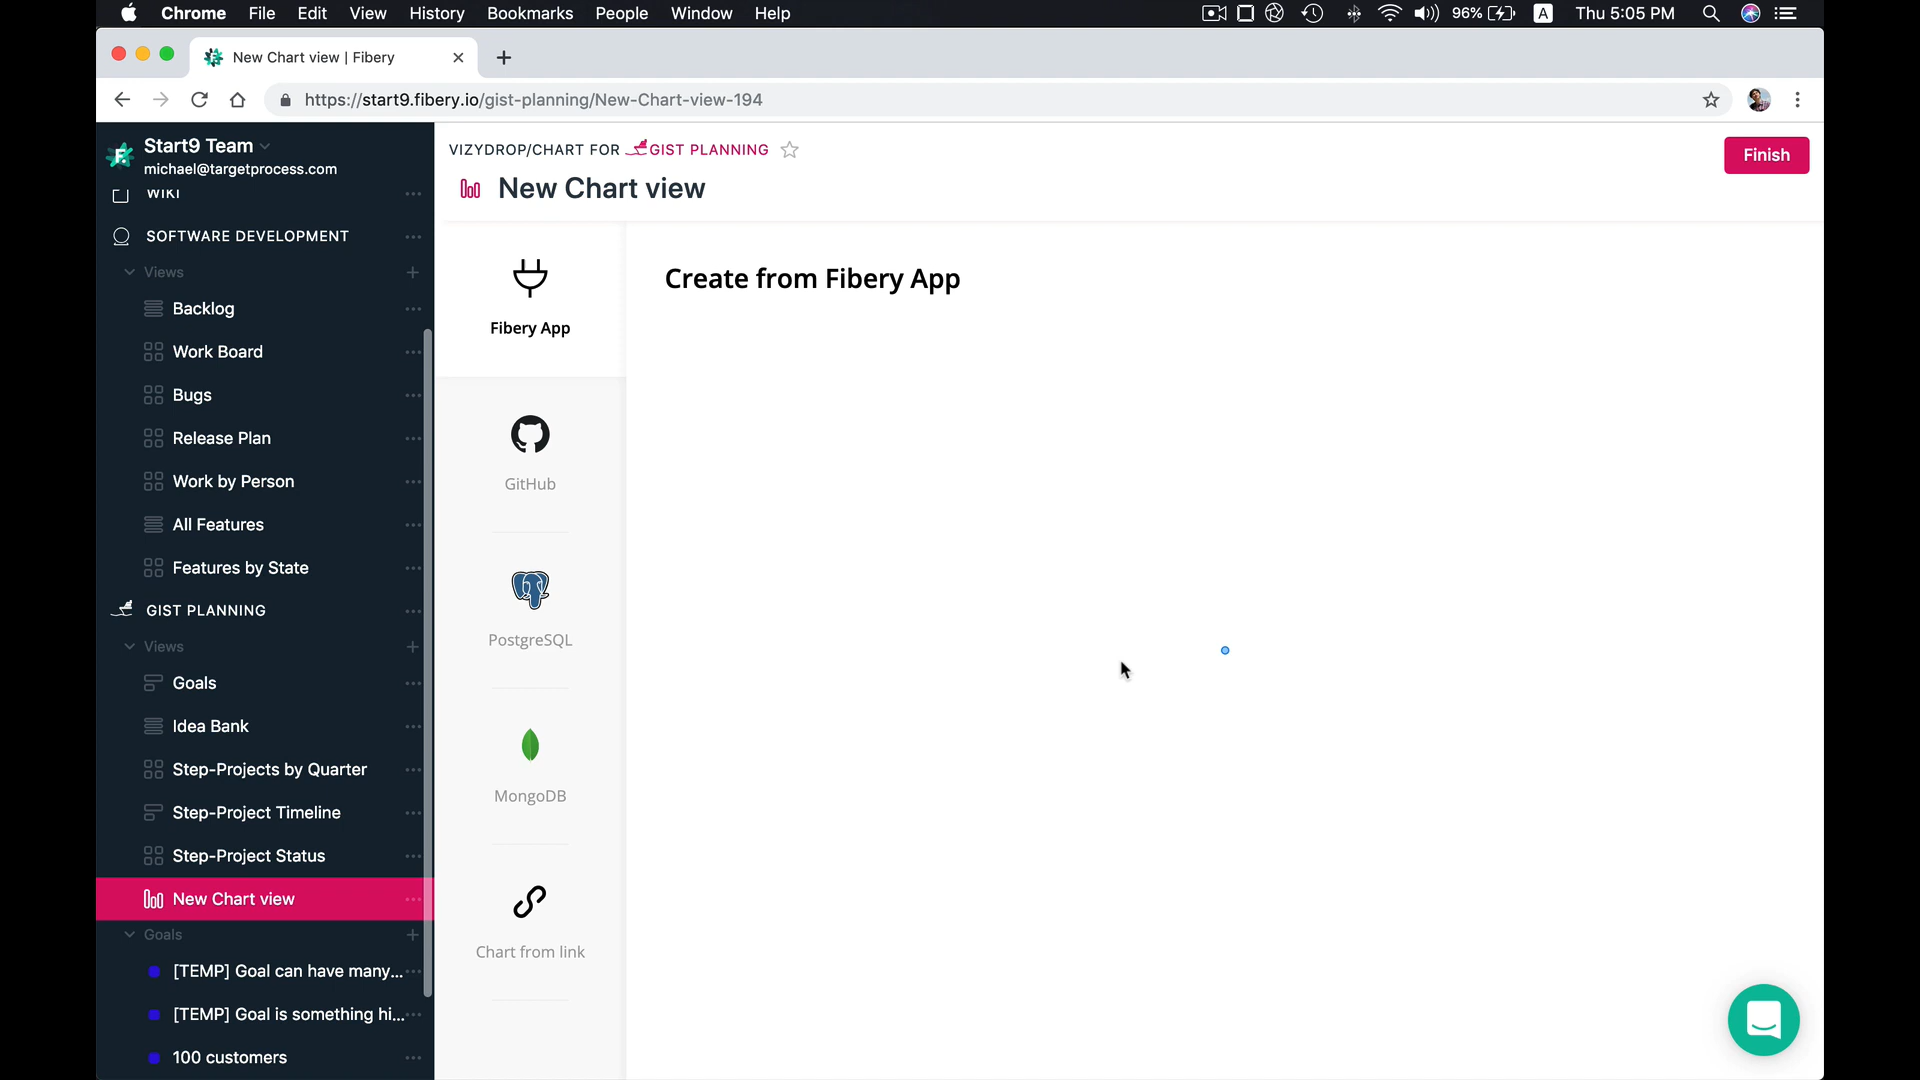 Chrome File Edit View History Bookmarks People Window Help 96% A Thu 5:05 PM
New Chart view | Fibery
https://start9.fibery.io/gist-planning/New-Chart-view-194
Start9 Team
michael@targetprocess.com
WIKI
SOFTWARE DEVELOPMENT
Views
Backlog
Work Board
Bugs
Release Plan
Work by Person
All Features
Features by State
GIST PLANNING
Views
Goals
Idea Bank
Step-Projects by Quarter
Step-Project Timeline
Step-Project Status
New Chart view
Goals
[TEMP] Goal can have many...
[TEMP] Goal is something hi...
100 customers
VIZYDROP/CHART FOR GIST PLANNING
New Chart view
Finish
Fibery App
GitHub
PostgreSQL
MongoDB
Chart from link
Create from Fibery App